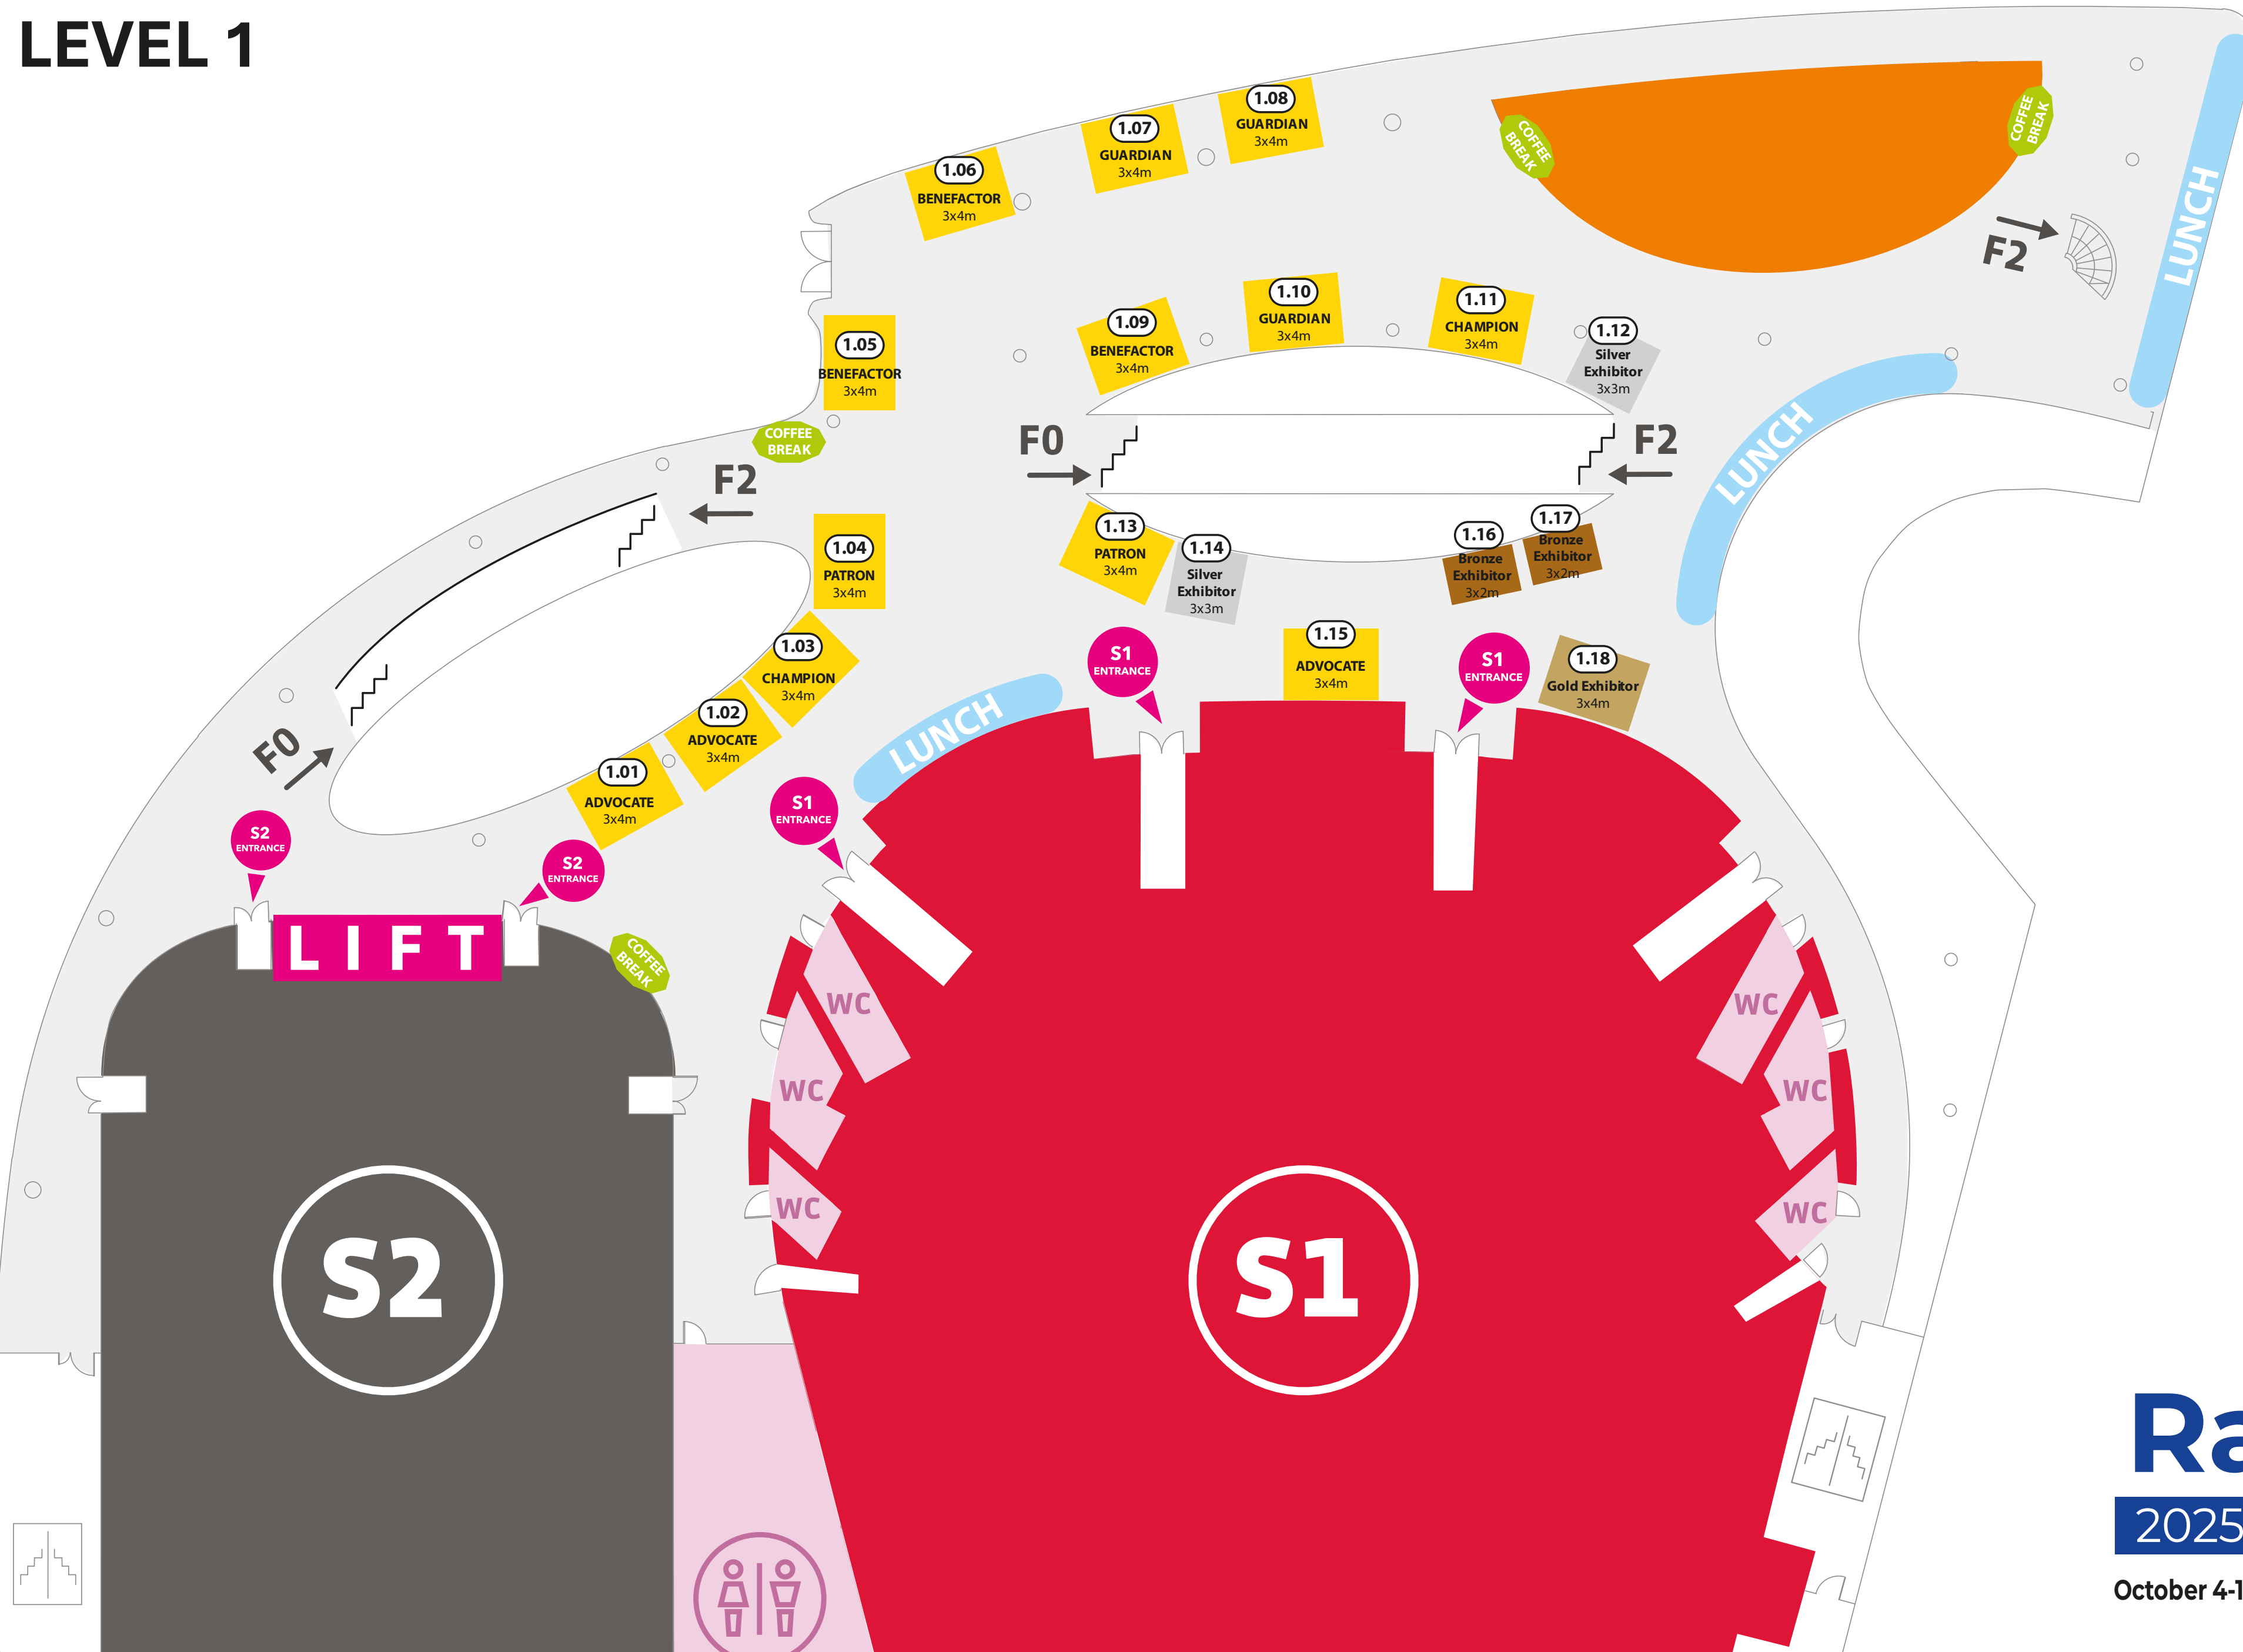 LEVEL 1
1.08
GUARDIAN
3x4m
1.07
GUARDIAN
3x4m
1.06
BENEFACTOR
3x4m
COFFEE
BREAK
COFFEE
BREAK
LUNCH
F2
1.05
BENEFACTOR
3x4m
1.09
BENEFACTOR
3x4m
1.10
GUARDIAN
3x4m
1.11
CHAMPION
3x4m
1.12
Silver
Exhibitor
3x3m
COFFEE
BREAK
F0
F2
LUNCH
F2
1.04
PATRON
3x4m
1.13
PATRON
3x4m
1.14
Silver
Exhibitor
3x3m
1.16
Bronze
Exhibitor
3x2m
1.17
Bronze
Exhibitor
3x2m
1.03
CHAMPION
3x4m
S1
ENTRANCE
1.15
ADVOCATE
3x4m
S1
ENTRANCE
1.18
Gold Exhibitor
3x4m
1.02
ADVOCATE
3x4m
LUNCH
F0
1.01
ADVOCATE
3x4m
S1
ENTRANCE
S2
ENTRANCE
S2
ENTRANCE
LIFT
COFFEE
BREAK
WC
WC
WC
WC
WC
WC
S2
S1
Ra
2025
October 4-1